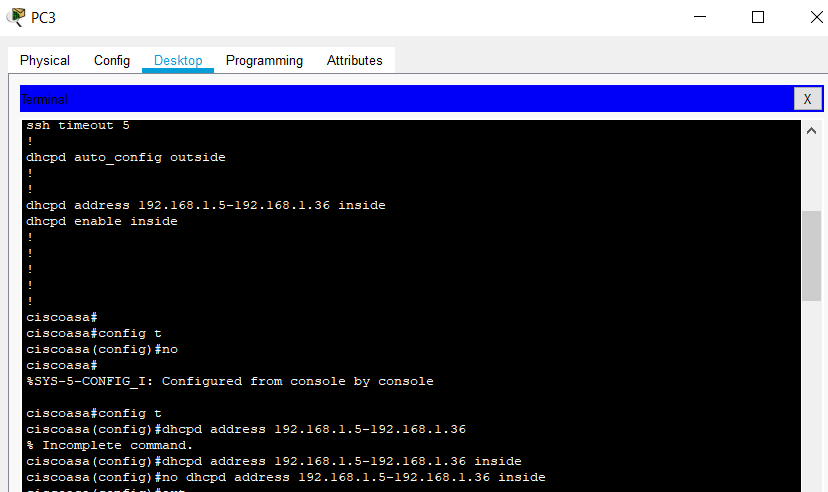 PC3
Physical Config Desktop Programming Attributes
Terminal
X
ssh timeout 5
!
dhcpd auto_config outside
!
!
dhcpd address 192.168.1.5-192.168.1.36 inside
dhcpd enable inside
!
!
!
!
!
ciscoasa#
ciscoasa#config t
ciscoasa(config)#no
ciscoasa#
%SYS-5-CONFIG_I: Configured from console by console
ciscoasa#config t
ciscoasa(config)#dhcpd address 192.168.1.5-192.168.1.36
% Incomplete command.
ciscoasa(config)#dhcpd address 192.168.1.5-192.168.1.36 inside
ciscoasa(config)#no dhcpd address 192.168.1.5-192.168.1.36 inside